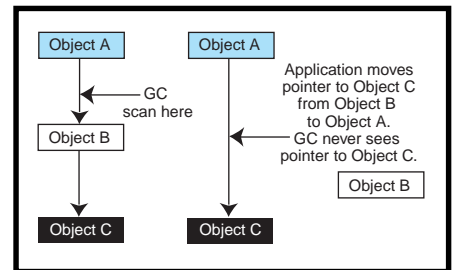 Object A
GC
scan here
Object B
Object C
Object A
Application moves
pointer to Object C
from Object B
to Object A.
GC never sees
pointer to Object C.
Object B
Object C